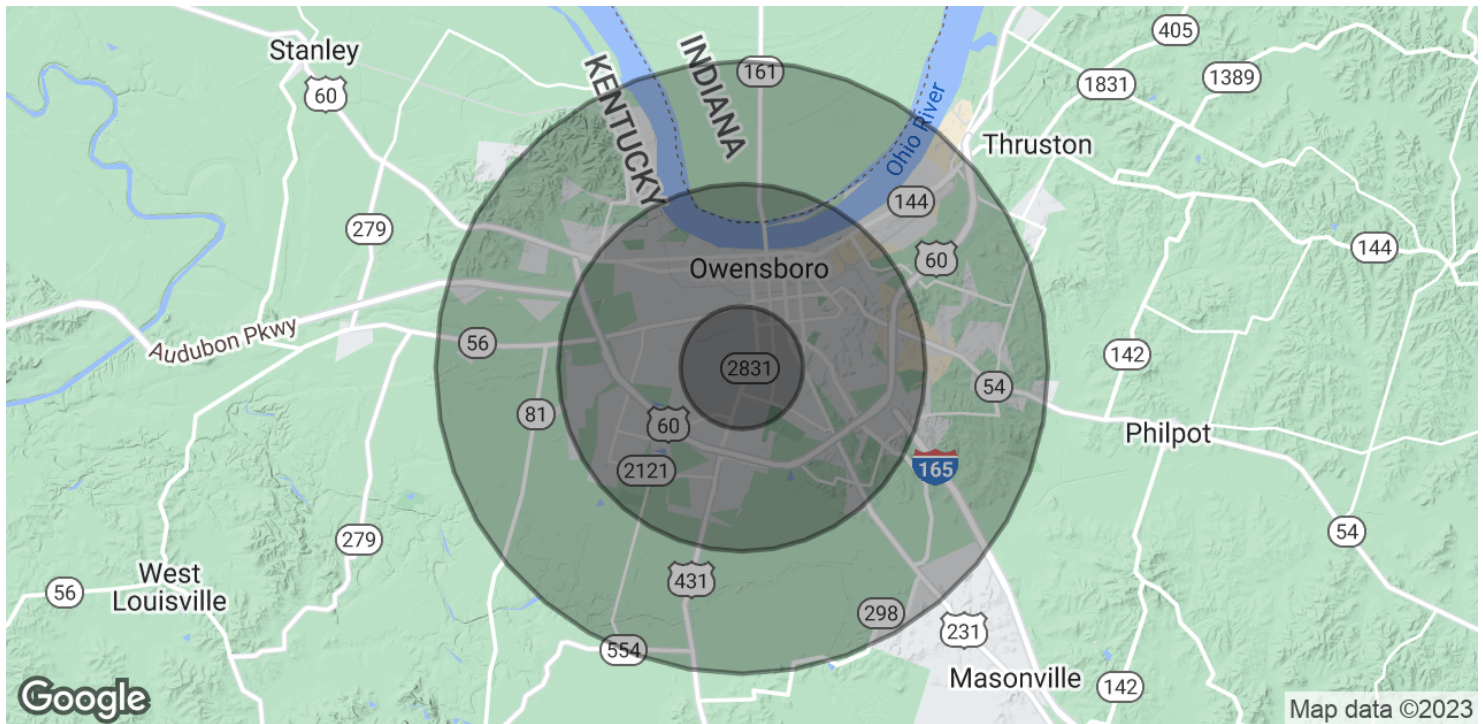 Stanley
60
405
1831
1389
161
INDIANA
KENTUCKY
Ohio River
Thruston
144
279
144
60
Owensboro
Audubon Pkwy
56
2831
142
54
81
60
Philpot
2121
165
54
279
West
Louisville
56
431
298
231
554
Masonville
142
Google
Map data ©2023